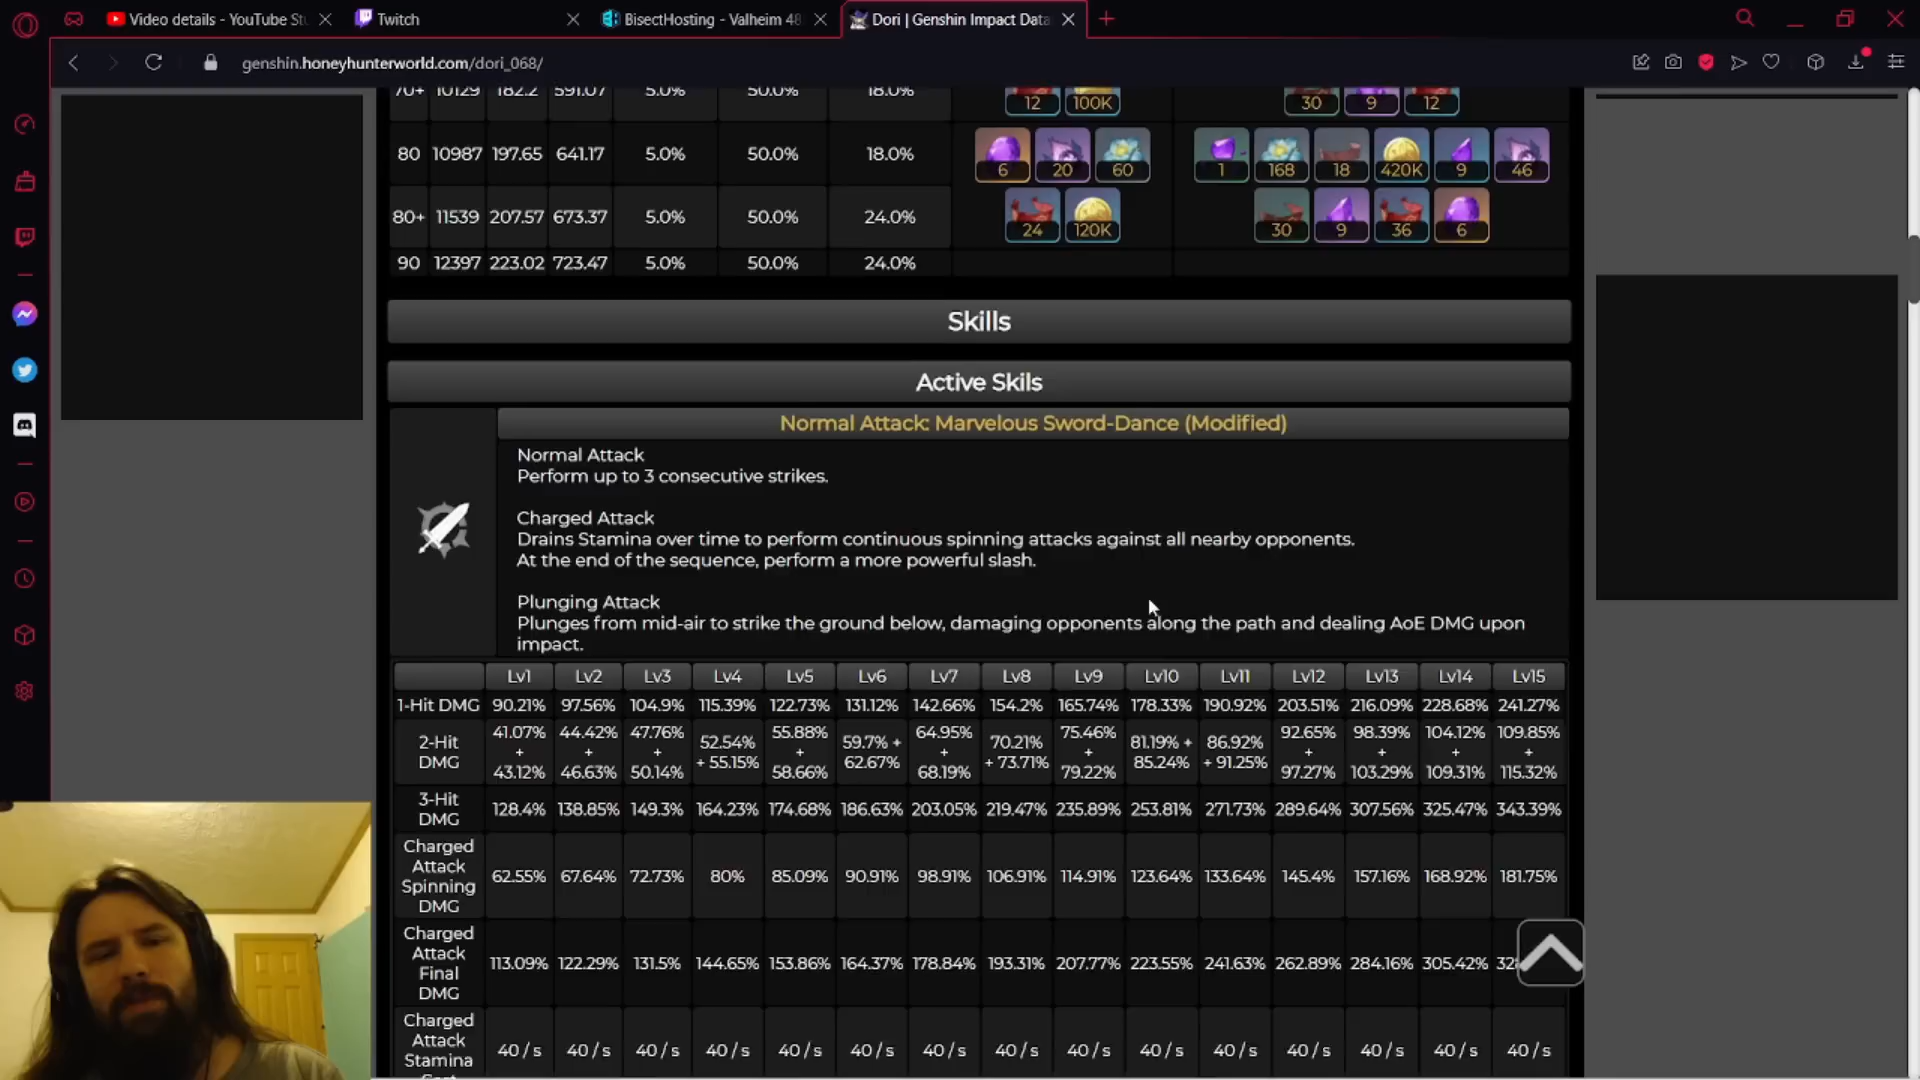 Video details - YouTube St
Twitch
BisectHosting - Valheim 48
Dori | Genshin Impact Data
genshin.honeyhunterworld.com/dori_068/
70+ 10129 182.2 591.07 5.0% 50.0% 18.0% 12 100K 30 9 12
80 10987 197.65 641.17 5.0% 50.0% 18.0% 6 20 60 1 168 18 420K 9 46
80+ 11539 207.57 673.37 5.0% 50.0% 24.0% 24 120K 30 9 36 6
90 12397 223.02 723.47 5.0% 50.0% 24.0%
Skills
Active Skils
Normal Attack: Marvelous Sword-Dance (Modified)
Normal Attack
Perform up to 3 consecutive strikes.
Charged Attack
Drains Stamina over time to perform continuous spinning attacks against all nearby opponents.
At the end of the sequence, perform a more powerful slash.
Plunging Attack
Plunges from mid-air to strike the ground below, damaging opponents along the path and dealing AoE DMG upon
impact.
Lv1 Lv2 Lv3 Lv4 Lv5 Lv6 Lv7 Lv8 Lv9 Lv10 Lv11 Lv12 Lv13 Lv14 Lv15
1-Hit DMG 90.21% 97.56% 104.9% 115.39% 122.73% 131.12% 142.66% 154.2% 165.74% 178.33% 190.92% 203.51% 216.09% 228.68% 241.27%
2-Hit DMG 41.07% + 43.12% 44.42% + 46.63% 47.76% + 50.14% 52.54% + 55.15% 55.88% + 58.66% 59.7% + 62.67% 64.95% + 68.19% 70.21% + 73.71% 75.46% + 79.22% 81.19% + 85.24% 86.92% + 91.25% 92.65% + 97.27% 98.39% + 103.29% 104.12% + 109.31% 109.85% + 115.32%
3-Hit DMG 128.4% 138.85% 149.3% 164.23% 174.68% 186.63% 203.05% 219.47% 235.89% 253.81% 271.73% 289.64% 307.56% 325.47% 343.39%
Charged Attack Spinning DMG 62.55% 67.64% 72.73% 80% 85.09% 90.91% 98.91% 106.91% 114.91% 123.64% 133.64% 145.4% 157.16% 168.92% 181.75%
Charged Attack Final DMG 113.09% 122.29% 131.5% 144.65% 153.86% 164.37% 178.84% 193.31% 207.77% 223.55% 241.63% 262.89% 284.16% 305.42%
Charged Attack Stamina 40 / s 40 / s 40 / s 40 / s 40 / s 40 / s 40 / s 40 / s 40 / s 40 / s 40 / s 40 / s 40 / s 40 / s 40 / s